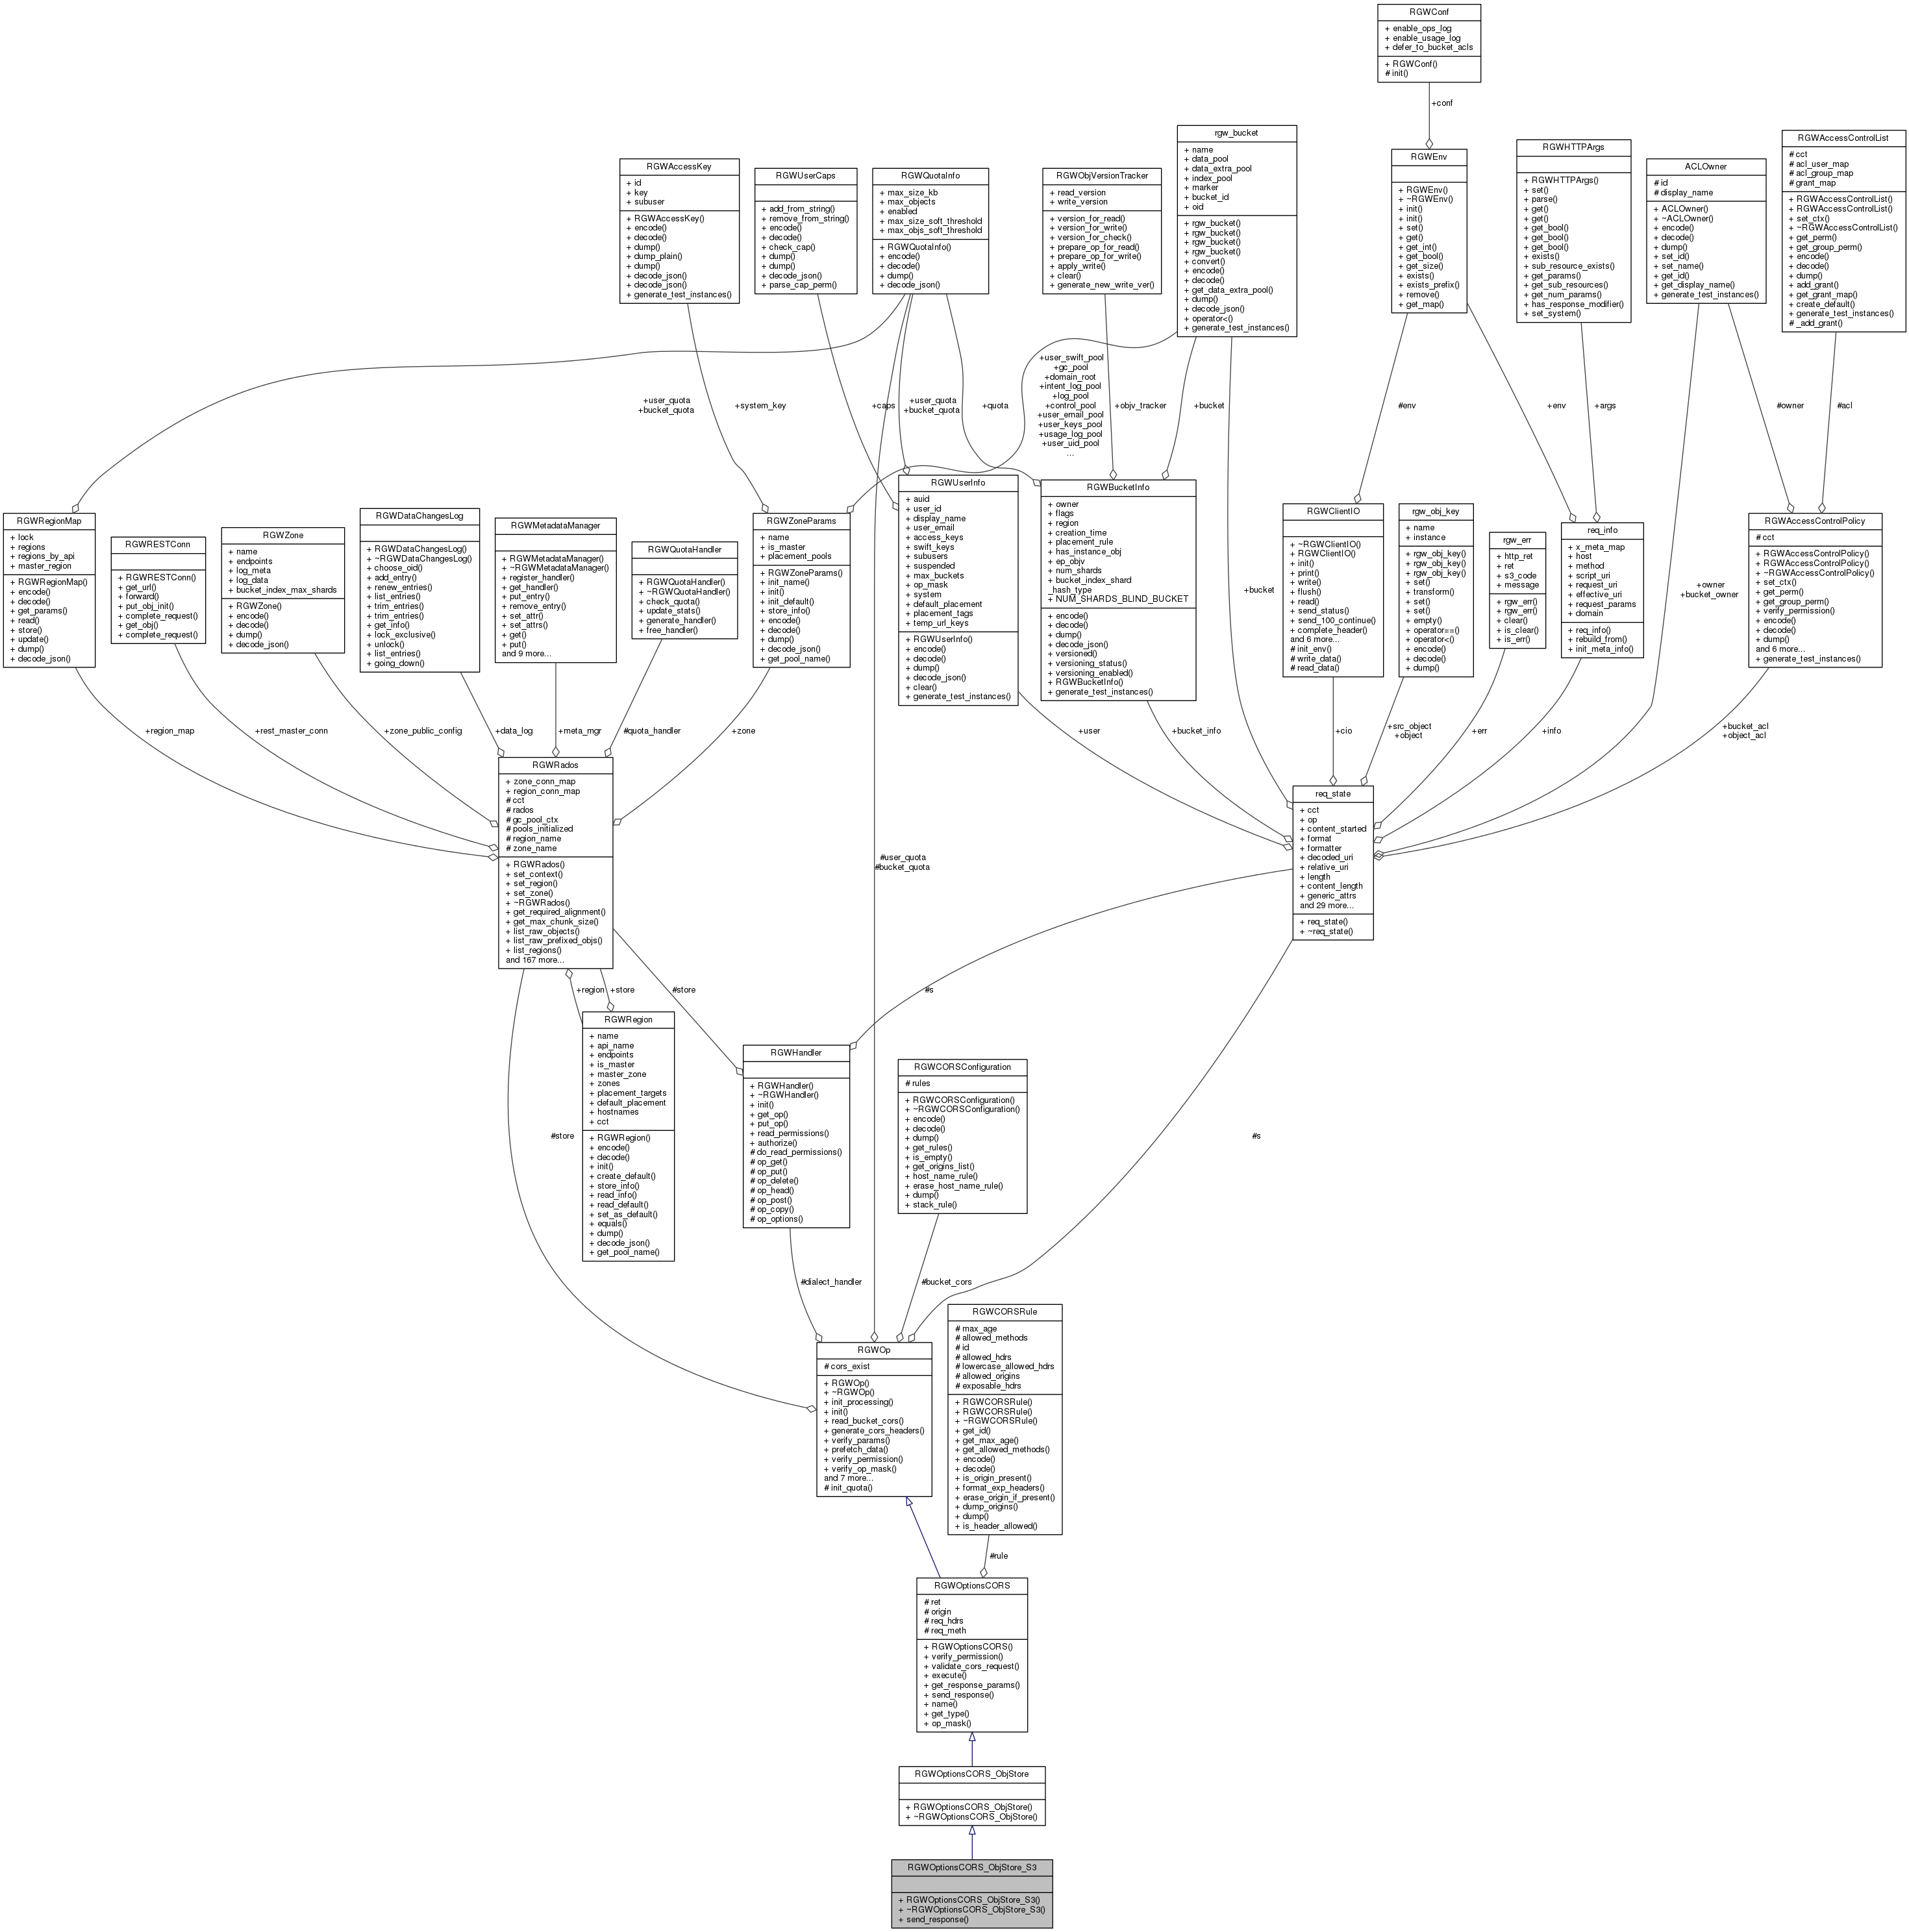 RGWConf
+ enable_ops_log
+ enable_usage_log
+ defer_to_bucket_acls
+ RGWConf()
# init()
+conf
rgw_bucket
+ name
+ data_pool
+ data_extra_pool
+ index_pool
+ marker
+ bucket_id
+ oid
+ rgw_bucket()
+ rgw_bucket()
+ rgw_bucket()
+ rgw_bucket()
+ convert()
+ encode()
+ decode()
+ get_data_extra_pool()
+ dump()
+ decode_json()
+ operator<()
+ generate_test_instances()
RGWAccessControlList
# cct
# acl_user_map
# acl_group_map
# grant_map
+ RGWAccessControlList()
+ RGWAccessControlList()
+ set_ctx()
+ ~RGWAccessControlList()
+ get_perm()
+ get_group_perm()
+ encode()
+ decode()
+ dump()
+ add_grant()
+ get_grant_map()
+ create_default()
+ generate_test_instances()
# _add_grant()
RGWHTTPArgs
+ RGWHTTPArgs()
+ set()
+ parse()
+ get()
+ get()
+ get_bool()
+ get_bool()
+ get_bool()
+ exists()
+ sub_resource_exists()
+ get_params()
+ get_sub_resources()
+ get_num_params()
+ has_response_modifier()
+ set_system()
RGWEnv
+ RGWEnv()
+ ~RGWEnv()
+ init()
+ init()
+ set()
+ get()
+ get_int()
+ get_bool()
+ get_size()
+ exists()
+ exists_prefix()
+ remove()
+ get_map()
ACLOwner
# id
# display_name
+ ACLOwner()
+ ~ACLOwner()
+ encode()
+ decode()
+ dump()
+ set_id()
+ set_name()
+ get_id()
+ get_display_name()
+ generate_test_instances()
RGWAccessKey
+ id
+ key
+ subuser
+ RGWAccessKey()
+ encode()
+ decode()
+ dump()
+ dump_plain()
+ dump()
+ decode_json()
+ decode_json()
+ generate_test_instances()
RGWUserCaps
+ add_from_string()
+ remove_from_string()
+ encode()
+ decode()
+ check_cap()
+ dump()
+ dump()
+ decode_json()
+ parse_cap_perm()
RGWQuotaInfo
+ max_size_kb
+ max_objects
+ enabled
+ max_size_soft_threshold
+ max_objs_soft_threshold
+ RGWQuotaInfo()
+ encode()
+ decode()
+ dump()
+ decode_json()
RGWObjVersionTracker
+ read_version
+ write_version
+ version_for_read()
+ version_for_write()
+ version_for_check()
+ prepare_op_for_read()
+ prepare_op_for_write()
+ apply_write()
+ clear()
+ generate_new_write_ver()
+user_quota
+bucket_quota
+system_key
+caps
+user_quota
+bucket_quota
+quota
+user_swift_pool
+gc_pool
+domain_root
+intent_log_pool
+log_pool
+control_pool
+user_email_pool
+user_keys_pool
+usage_log_pool
+user_uid_pool
...
+objv_tracker
+bucket
#env
+env
+args
#owner
#acl
RGWRegionMap
+ lock
+ regions
+ regions_by_api
+ master_region
+ RGWRegionMap()
+ encode()
+ decode()
+ get_params()
+ read()
+ store()
+ update()
+ dump()
+ decode_json()
RGWRESTConn
+ RGWRESTConn()
+ get_url()
+ forward()
+ put_obj_init()
+ complete_request()
+ get_obj()
+ complete_request()
RGWZone
+ name
+ endpoints
+ log_meta
+ log_data
+ bucket_index_max_shards
+ RGWZone()
+ encode()
+ decode()
+ dump()
+ decode_json()
RGWDataChangesLog
+ RGWDataChangesLog()
+ ~RGWDataChangesLog()
+ choose_oid()
+ add_entry()
+ renew_entries()
+ list_entries()
+ trim_entries()
+ trim_entries()
+ get_info()
+ lock_exclusive()
+ unlock()
+ list_entries()
+ going_down()
RGWMetadataManager
+ RGWMetadataManager()
+ ~RGWMetadataManager()
+ register_handler()
+ get_handler()
+ put_entry()
+ remove_entry()
+ set_attr()
+ set_attrs()
+ get()
+ put()
and 9 more...
RGWQuotaHandler
+ RGWQuotaHandler()
+ ~RGWQuotaHandler()
+ check_quota()
+ update_stats()
+ generate_handler()
+ free_handler()
RGWZoneParams
+ name
+ is_master
+ placement_pools
+ RGWZoneParams()
+ init_name()
+ init()
+ init_default()
+ store_info()
+ encode()
+ decode()
+ dump()
+ decode_json()
+ get_pool_name()
RGWUserInfo
+ auid
+ user_id
+ display_name
+ user_email
+ access_keys
+ swift_keys
+ subusers
+ suspended
+ max_buckets
+ op_mask
+ system
+ default_placement
+ placement_tags
+ temp_url_keys
+ RGWUserInfo()
+ encode()
+ decode()
+ dump()
+ decode_json()
+ clear()
+ generate_test_instances()
RGWBucketInfo
+ owner
+ flags
+ region
+ creation_time
+ placement_rule
+ has_instance_obj
+ ep_objv
+ num_shards
+ bucket_index_shard
_hash_type
+ NUM_SHARDS_BLIND_BUCKET
+ encode()
+ decode()
+ dump()
+ decode_json()
+ versioned()
+ versioning_status()
+ versioning_enabled()
+ RGWBucketInfo()
+ generate_test_instances()
+bucket
RGWClientIO
+ ~RGWClientIO()
+ RGWClientIO()
+ init()
+ print()
+ write()
+ flush()
+ read()
+ send_status()
+ send_100_continue()
+ complete_header()
and 6 more...
# init_env()
# write_data()
# read_data()
rgw_obj_key
+ name
+ instance
+ rgw_obj_key()
+ rgw_obj_key()
+ rgw_obj_key()
+ set()
+ transform()
+ set()
+ set()
+ empty()
+ operator==()
+ operator<()
+ encode()
+ decode()
+ dump()
rgw_err
+ http_ret
+ ret
+ s3_code
+ message
+ rgw_err()
+ rgw_err()
+ clear()
+ is_clear()
+ is_err()
req_info
+ x_meta_map
+ host
+ method
+ script_uri
+ request_uri
+ effective_uri
+ request_params
+ domain
+ req_info()
+ rebuild_from()
+ init_meta_info()
+owner
+bucket_owner
RGWAccessControlPolicy
# cct
+ RGWAccessControlPolicy()
+ RGWAccessControlPolicy()
+ ~RGWAccessControlPolicy()
+ set_ctx()
+ get_perm()
+ get_group_perm()
+ verify_permission()
+ encode()
+ decode()
+ dump()
and 6 more...
+ generate_test_instances()
+region_map
+rest_master_conn
+zone_public_config
+data_log
+meta_mgr
#quota_handler
+zone
+user
+bucket_info
+cio
+src_object
+object
+err
+info
+bucket_acl
+object_acl
RGWRados
+ zone_conn_map
+ region_conn_map
# cct
# rados
# gc_pool_ctx
# pools_initialized
# region_name
# zone_name
+ RGWRados()
+ set_context()
+ set_region()
+ set_zone()
+ ~RGWRados()
+ get_required_alignment()
+ get_max_chunk_size()
+ list_raw_objects()
+ list_raw_prefixed_objs()
+ list_regions()
and 167 more...
#user_quota
#bucket_quota
req_state
+ cct
+ op
+ content_started
+ format
+ formatter
+ decoded_uri
+ relative_uri
+ length
+ content_length
+ generic_attrs
and 29 more...
+ req_state()
+ ~req_state()
+region
+store
#store
#s
RGWRegion
+ name
+ api_name
+ endpoints
+ is_master
+ master_zone
+ zones
+ placement_targets
+ default_placement
+ hostnames
+ cct
+ RGWRegion()
+ encode()
+ decode()
+ init()
+ create_default()
+ store_info()
+ read_info()
+ read_default()
+ set_as_default()
+ equals()
+ dump()
+ decode_json()
+ get_pool_name()
RGWHandler
+ RGWHandler()
+ ~RGWHandler()
+ init()
+ get_op()
+ put_op()
+ read_permissions()
+ authorize()
# do_read_permissions()
# op_get()
# op_put()
# op_delete()
# op_head()
# op_post()
# op_copy()
# op_options()
RGWCORSConfiguration
# rules
+ RGWCORSConfiguration()
+ ~RGWCORSConfiguration()
+ encode()
+ decode()
+ dump()
+ get_rules()
+ is_empty()
+ get_origins_list()
+ host_name_rule()
+ erase_host_name_rule()
+ dump()
+ stack_rule()
#store
#s
#dialect_handler
#bucket_cors
RGWOp
# cors_exist
+ RGWOp()
+ ~RGWOp()
+ init_processing()
+ init()
+ read_bucket_cors()
+ generate_cors_headers()
+ verify_params()
+ prefetch_data()
+ verify_permission()
+ verify_op_mask()
and 7 more...
# init_quota()
RGWCORSRule
# max_age
# allowed_methods
# id
# allowed_hdrs
# lowercase_allowed_hdrs
# allowed_origins
# exposable_hdrs
+ RGWCORSRule()
+ RGWCORSRule()
+ ~RGWCORSRule()
+ get_id()
+ get_max_age()
+ get_allowed_methods()
+ encode()
+ decode()
+ is_origin_present()
+ format_exp_headers()
+ erase_origin_if_present()
+ dump_origins()
+ dump()
+ is_header_allowed()
#rule
RGWOptionsCORS
# ret
# origin
# req_hdrs
# req_meth
+ RGWOptionsCORS()
+ verify_permission()
+ validate_cors_request()
+ execute()
+ get_response_params()
+ send_response()
+ name()
+ get_type()
+ op_mask()
RGWOptionsCORS_ObjStore
+ RGWOptionsCORS_ObjStore()
+ ~RGWOptionsCORS_ObjStore()
RGWOptionsCORS_ObjStore_S3
+ RGWOptionsCORS_ObjStore_S3()
+ ~RGWOptionsCORS_ObjStore_S3()
+ send_response()